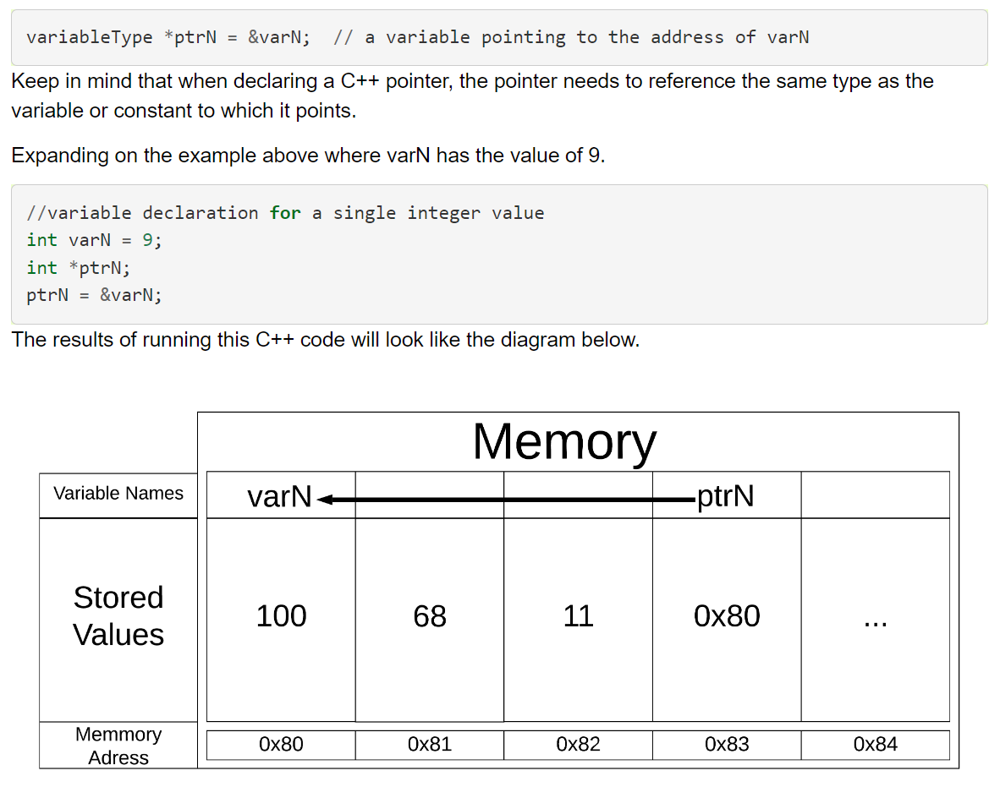 variableType *ptrN = &varN;  // a variable pointing to the address of varN
Keep in mind that when declaring a C++ pointer, the pointer needs to reference the same type as the
variable or constant to which it points.
Expanding on the example above where varN has the value of 9.
//variable declaration for a single integer value
int varN = 9;
int *ptrN;
ptrN = &varN;
The results of running this C++ code will look like the diagram below.
Memory
Variable Names varN ptrN
Stored
Values
100 68 11 0x80 ...
Memmory
Adress
0x80 0x81 0x82 0x83 0x84